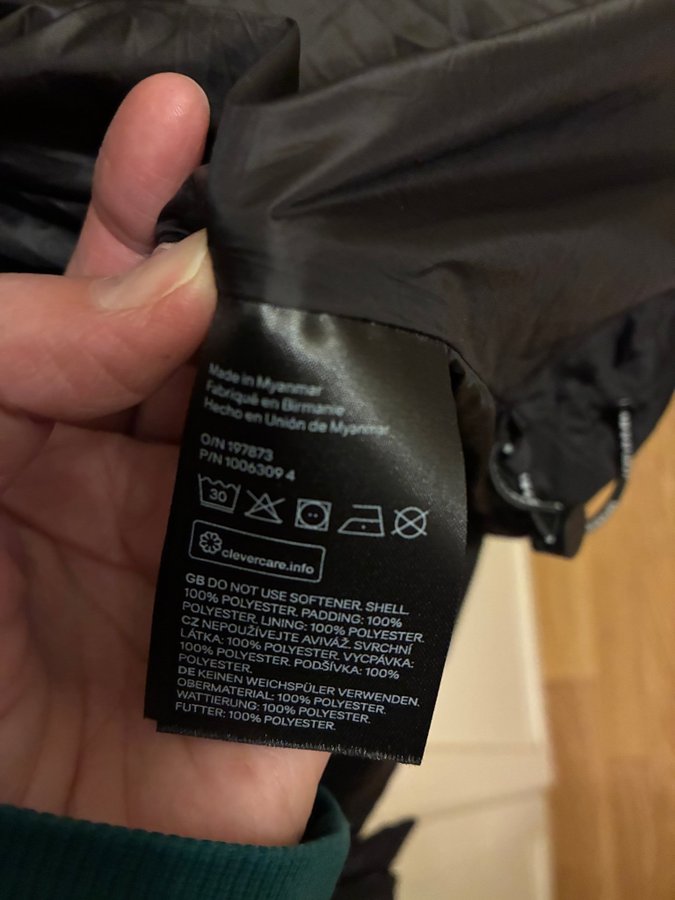 Made in Myanmar
Fabriqué en Birmanie
Hecho en Unión de Myanmar
O/N 197873
P/N 1006309 4
30
clevercare.info
GB DO NOT USE SOFTENER. SHELL:
100% POLYESTER. PADDING: 100%
POLYESTER. LINING: 100% POLYESTER.
CZ NEPOUŽÍVEJTE AVIVÁŽ. SVRCHNÍ
LÁTKA: 100% POLYESTER. VYCPÁVKA:
100% POLYESTER. PODŠÍVKA: 100%
POLYESTER.
DE KEINEN WEICHSPÜLER VERWENDEN.
OBERMATERIAL: 100% POLYESTER.
WATTIERUNG: 100% POLYESTER.
FUTTER: 100% POLYESTER.